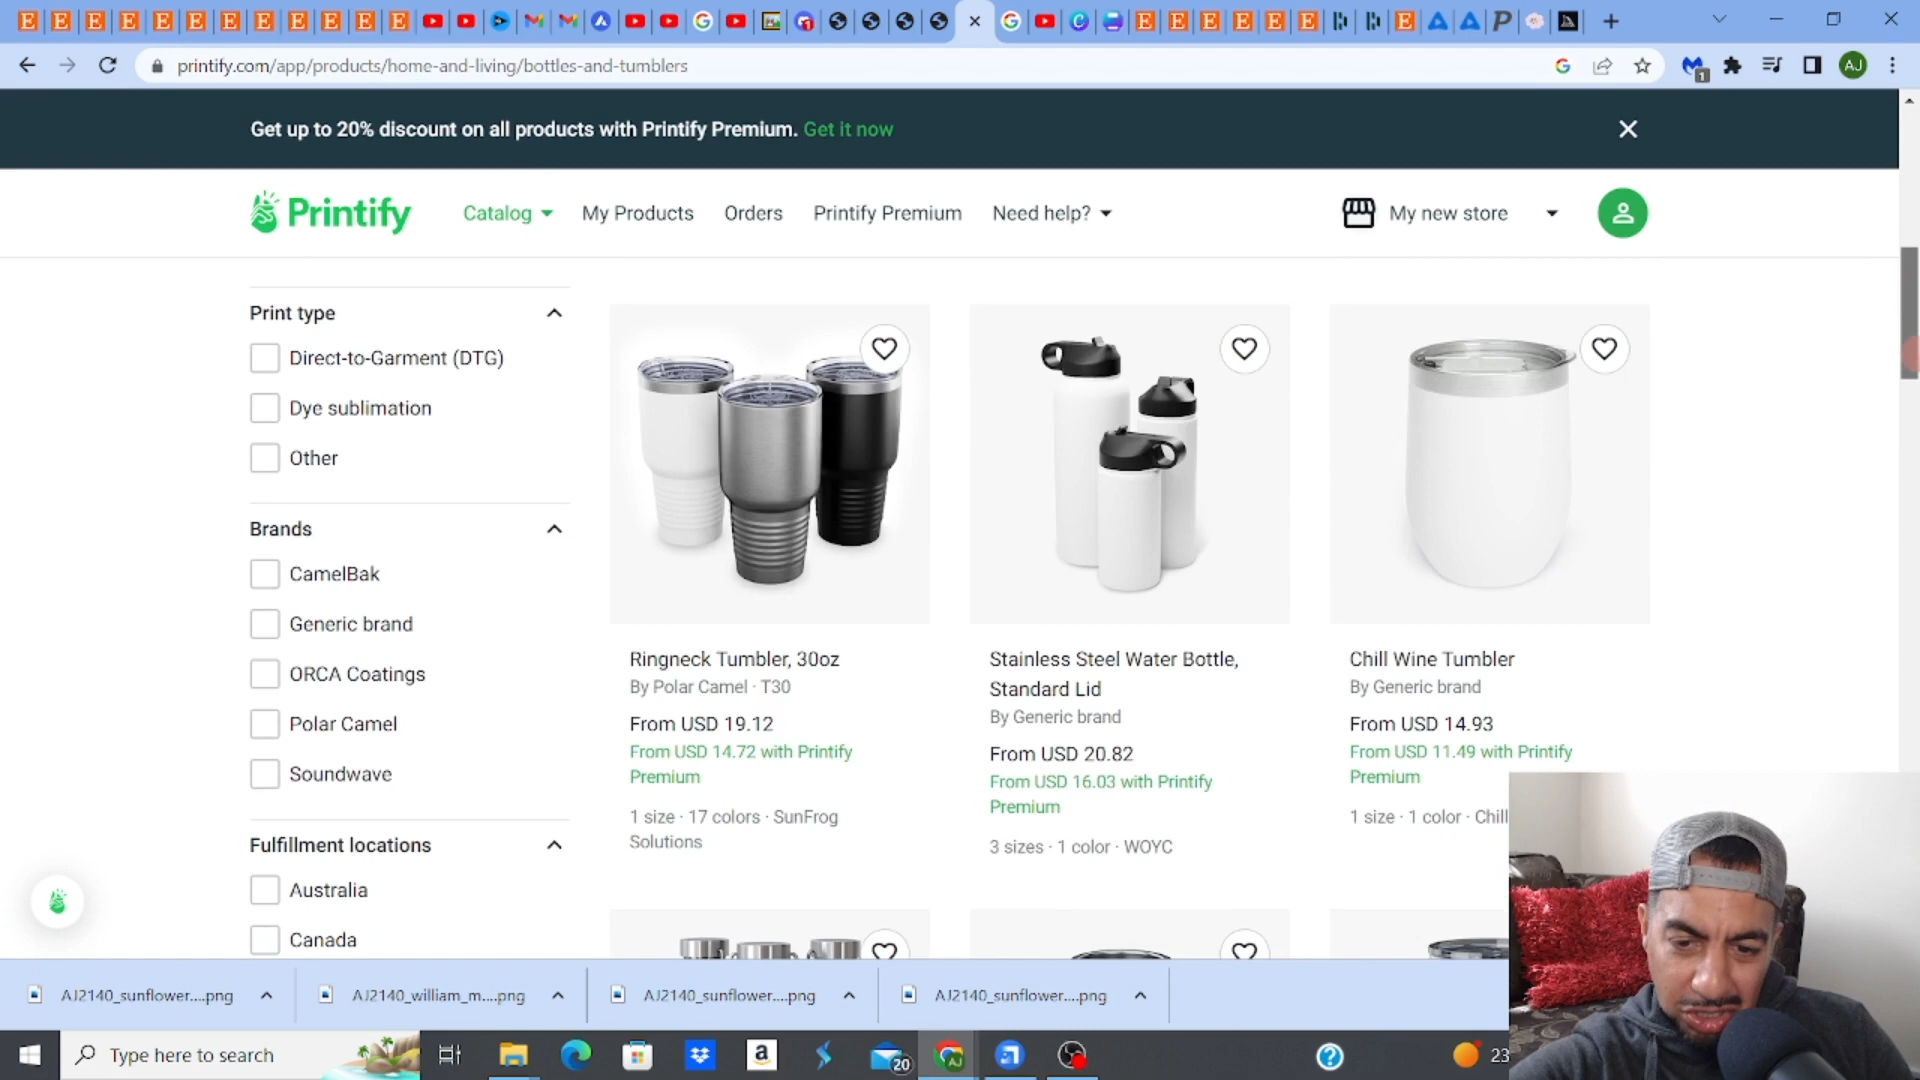 printify.com/app/products/home-and-living/bottles-and-tumblers
1
AJ
Get up to 20% discount on all products with Printify Premium. Get it now
Printify
Catalog
My Products
Orders
Printify Premium
Need help?
My new store
Print type
Direct-to-Garment (DTG)
Dye sublimation
Other
Brands
CamelBak
Generic brand
ORCA Coatings
Polar Camel
Soundwave
Fulfillment locations
Australia
Canada
Ringneck Tumbler, 30oz
By Polar Camel · T30
From USD 19.12
From USD 14.72 with Printify
Premium
1 size · 17 colors · SunFrog
Solutions
Stainless Steel Water Bottle,
Standard Lid
By Generic brand
From USD 20.82
From USD 16.03 with Printify
Premium
3 sizes · 1 color · WOYC
Chill Wine Tumbler
By Generic brand
From USD 14.93
From USD 11.49 with Printify
Premium
1 size · 1 color · Chill
AJ2140_sunflower....png
AJ2140_william_m....png
AJ2140_sunflower....png
AJ2140_sunflower....png
Type here to search
20
23